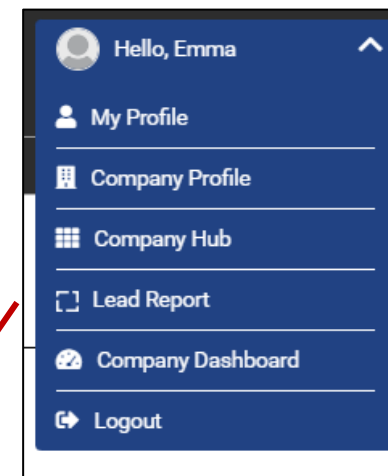 Hello, Emma
My Profile
Company Profile
Company Hub
Lead Report
Company Dashboard
Logout